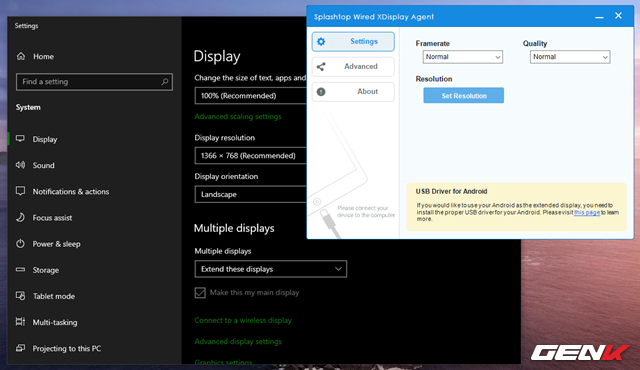 Settings
Home
Find a setting
System
Display
Sound
Notifications & actions
Focus assist
Power & sleep
Storage
Tablet mode
Multi-tasking
Projecting to this PC
Display
Change the size of text, apps and
100% (Recommended)
Advanced scaling settings
Display resolution
1366 × 768 (Recommended)
Display orientation
Landscape
Multiple displays
Multiple displays
Extend these displays
Make this my main display
Connect to a wireless display
Advanced display settings
Graphics settings
Splashtop Wired XDisplay Agent
Settings
Advanced
About
Please connect your
device to the computer
Framerate
Quality
Normal
Normal
Resolution
Set Resolution
USB Driver for Android
If you would like to use your Android as the extended display, you need to
install the proper USB driver for your Android. Please visit this page to learn
more.
GENK